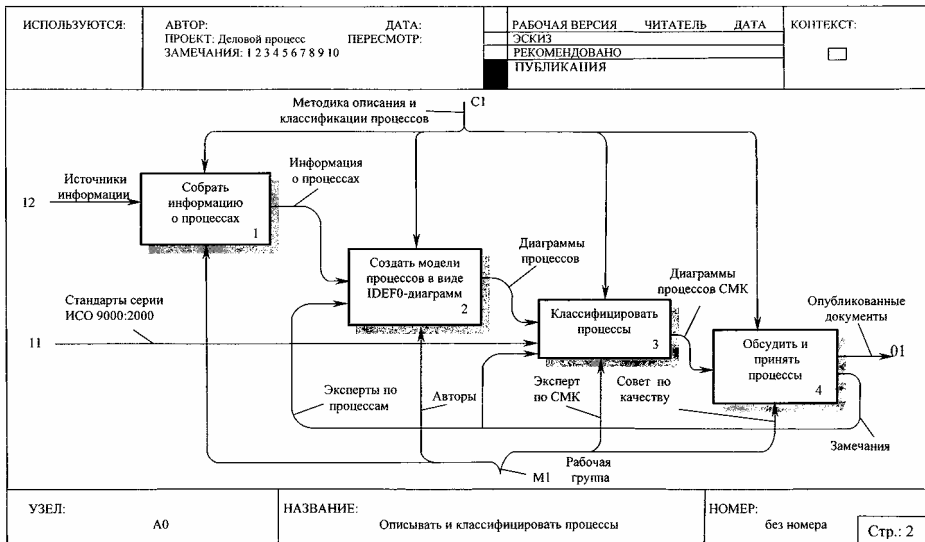 ИСПОЛЬЗУЮТСЯ:
АВТОР:
ДАТА:
ПРОЕКТ: Деловой процесс
ПЕРЕСМОТР:
ЗАМЕЧАНИЯ: 1 2 3 4 5 6 7 8 9 10
РАБОЧАЯ ВЕРСИЯ
ЧИТАТЕЛЬ
ДАТА
ЭСКИЗ
РЕКОМЕНДОВАНО
ПУБЛИКАЦИЯ
КОНТЕКСТ:
Методика описания и
классификации процессов
C1
Источники
информации
I2
Собрать
информацию
о процессах
1
Информация
о процессах
Создать модели
процессов в виде
IDEF0-диаграмм
2
Диаграммы
процессов
Стандарты серии
ИСО 9000:2000
I1
Классифицировать
процессы
3
Диаграммы
процессов СМК
Обсудить и
принять
процессы
4
Опубликованные
документы
01
Эксперты по
процессам
Авторы
Эксперт
по СМК
Совет по
качеству
Замечания
M1
Рабочая
группа
УЗЕЛ:
A0
НАЗВАНИЕ:
Описывать и классифицировать процессы
НОМЕР:
без номера
Стр.: 2